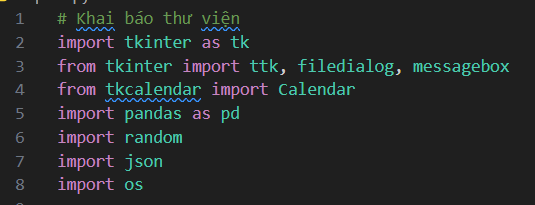 1 # Khai báo thư viện
2 import tkinter as tk
3 from tkinter import ttk, filedialog, messagebox
4 from tkcalendar import Calendar
5 import pandas as pd
6 import random
7 import json
8 import os